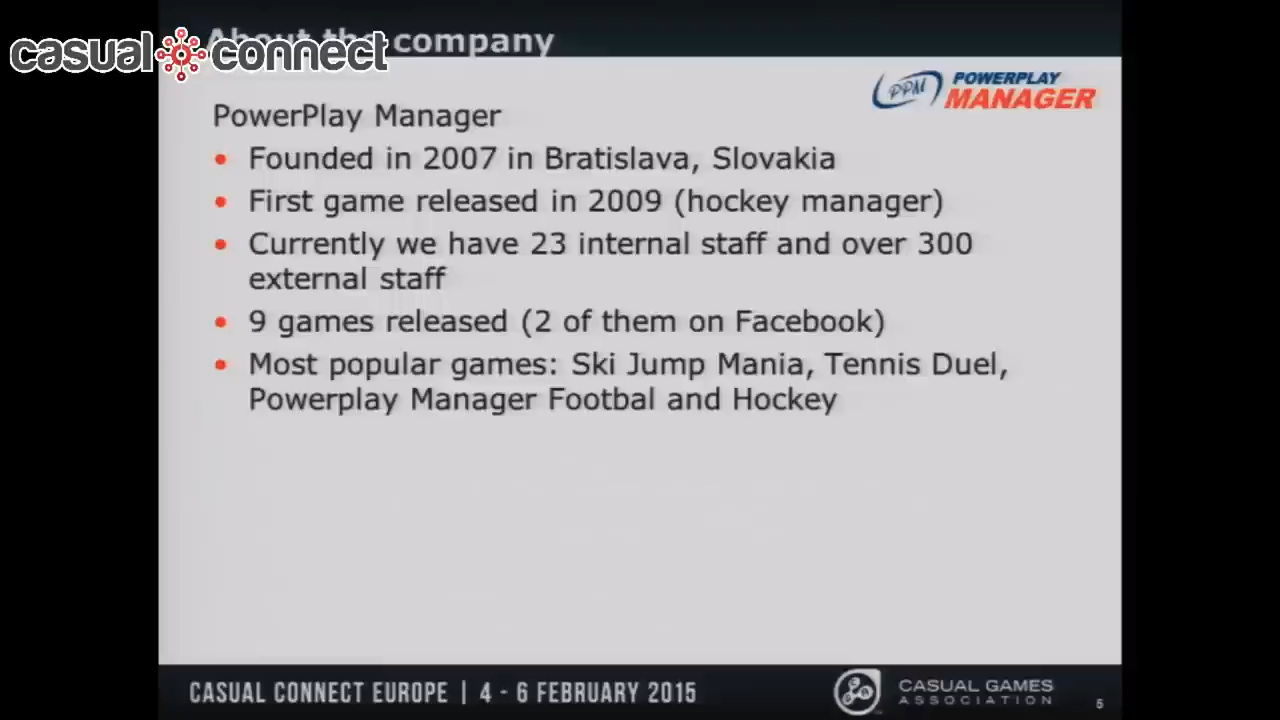 About the company
casual connect
PPM
POWERPLAY
MANAGER
PowerPlay Manager
• Founded in 2007 in Bratislava, Slovakia
• First game released in 2009 (hockey manager)
• Currently we have 23 internal staff and over 300
external staff
• 9 games released (2 of them on Facebook)
• Most popular games: Ski Jump Mania, Tennis Duel,
Powerplay Manager Footbal and Hockey
CASUAL CONNECT EUROPE | 4 - 6 FEBRUARY 2015
CASUAL GAMES
ASSOCIATION
5